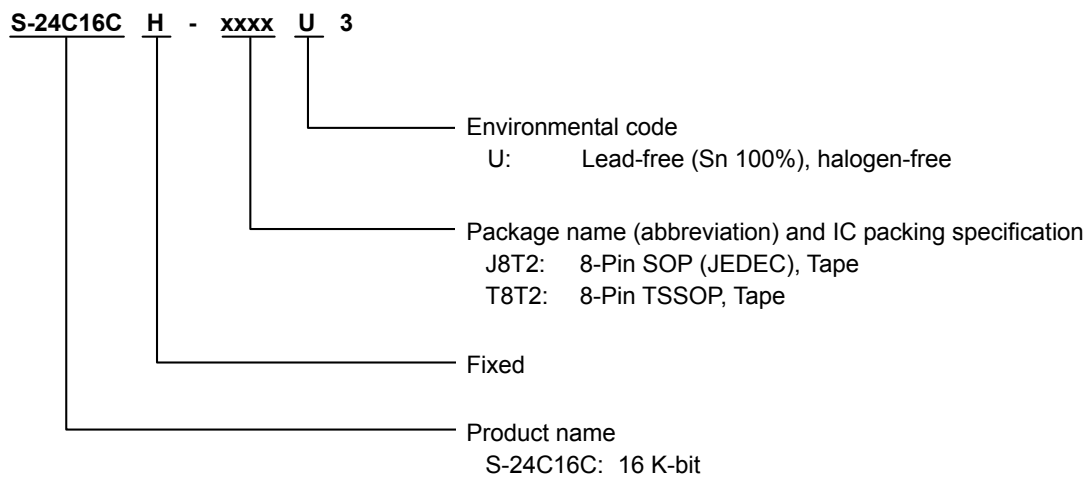 S-24C16C H - xxxx U 3
Environmental code
U: Lead-free (Sn 100%), halogen-free
Package name (abbreviation) and IC packing specification
J8T2: 8-Pin SOP (JEDEC), Tape
T8T2: 8-Pin TSSOP, Tape
Fixed
Product name
S-24C16C: 16 K-bit